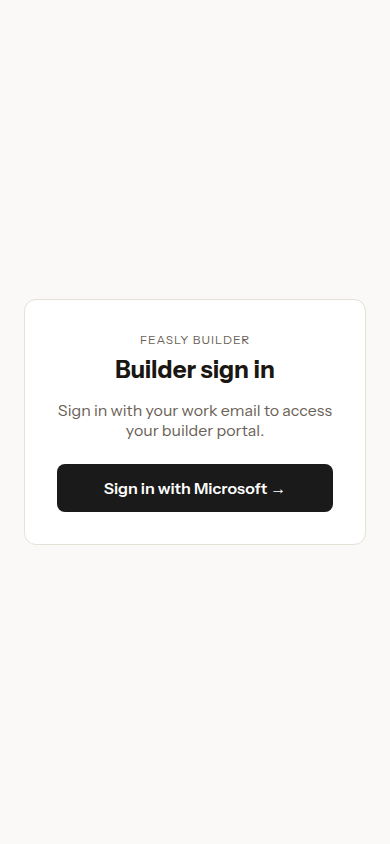 FEASLY BUILDER
Builder sign in
Sign in with your work email to access
your builder portal.
Sign in with Microsoft →